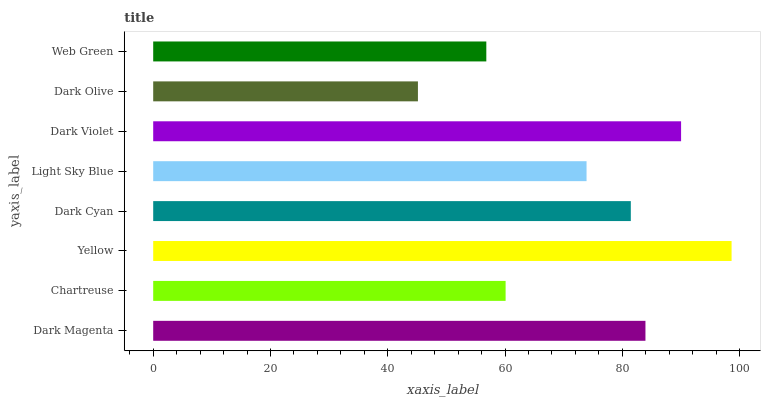 title
Web Green
Dark Olive
Dark Violet
Light Sky Blue
Dark Cyan
Yellow
Chartreuse
Dark Magenta
yaxis_label
0 20 40 60 80 100
xaxis_label